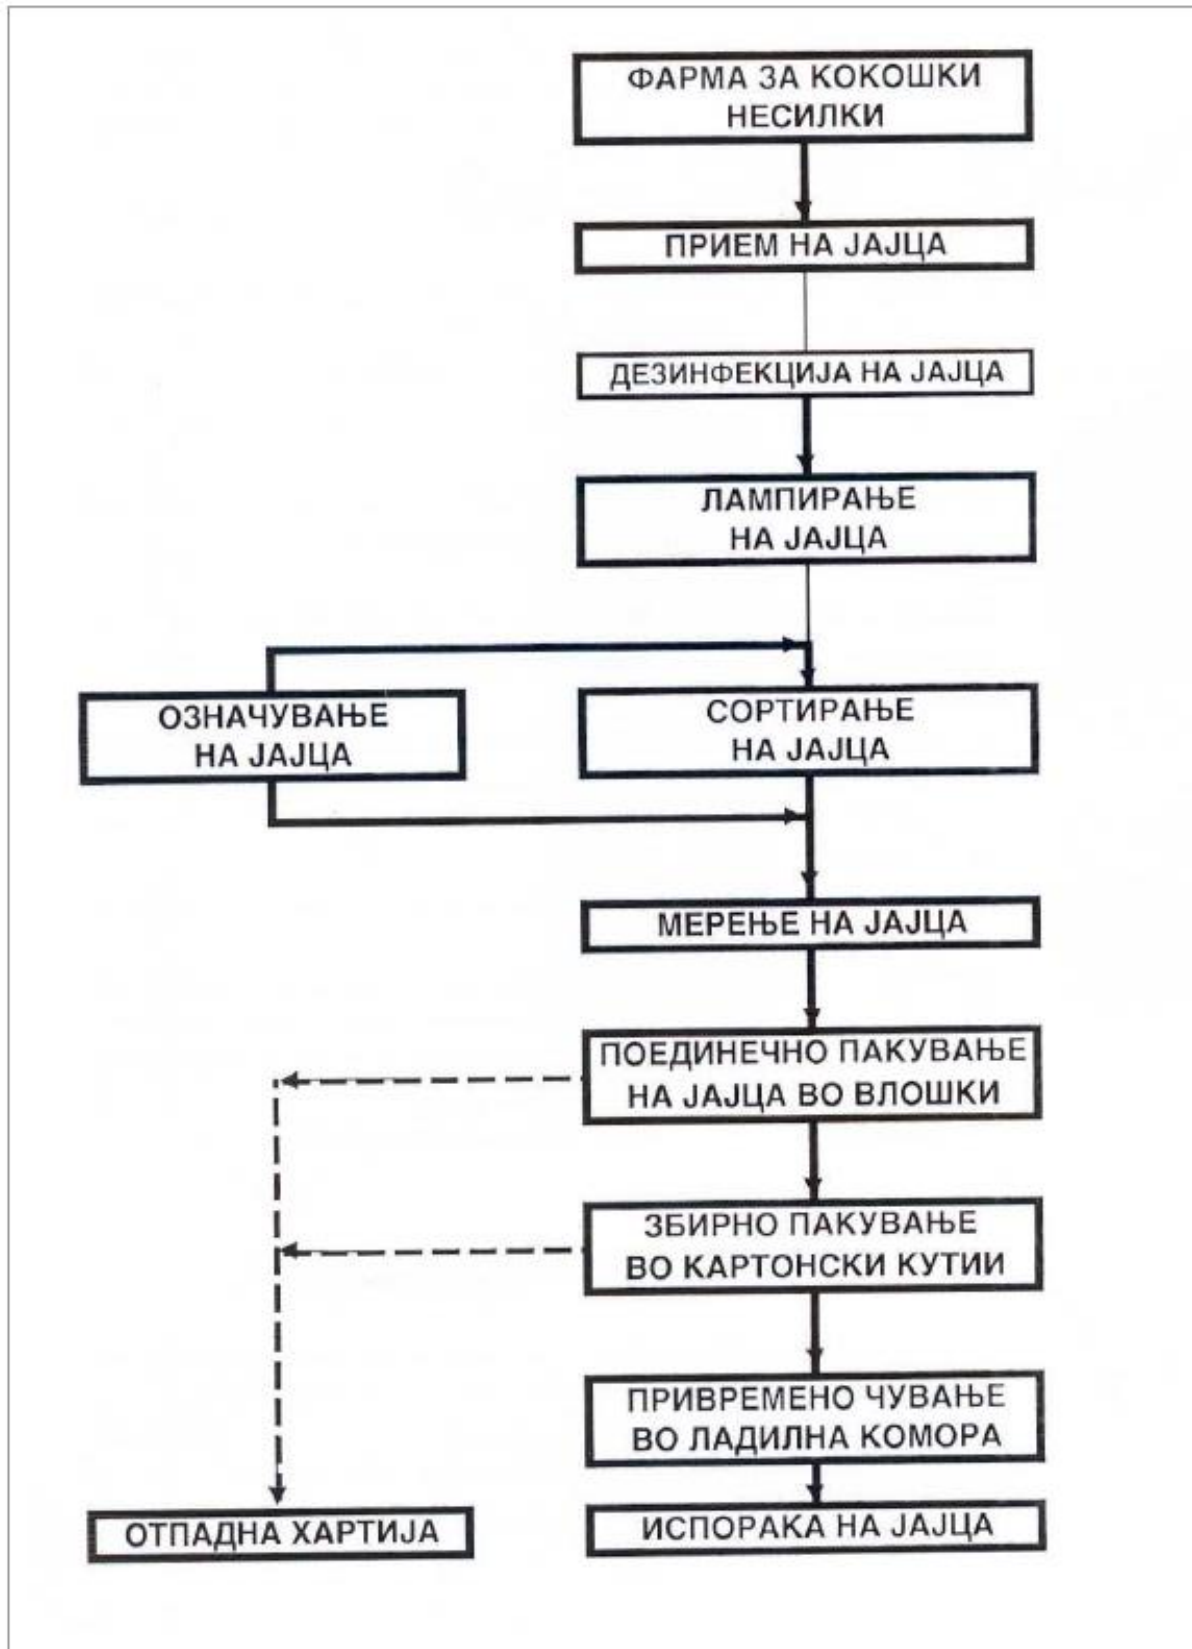 ФАРМА ЗА КОКОШКИ
НЕСИЛКИ
ПРИЕМ НА ЈАЈЦА
ДЕЗИНФЕКЦИЈА НА ЈАЈЦА
ЛАМПИРАЊЕ
НА ЈАЈЦА
ОЗНАЧУВАЊЕ
НА ЈАЈЦА
СОРТИРАЊЕ
НА ЈАЈЦА
МЕРЕЊЕ НА ЈАЈЦА
ПОЕДИНЕЧНО ПАКУВАЊЕ
НА ЈАЈЦА ВО ВЛОШКИ
ЗБИРНО ПАКУВАЊЕ
ВО КАРТОНСКИ КУТИИ
ПРИВРЕМЕНО ЧУВАЊЕ
ВО ЛАДИЛНА КОМОРА
ОТПАДНА ХАРТИЈА
ИСПОРАКА НА ЈАЈЦА